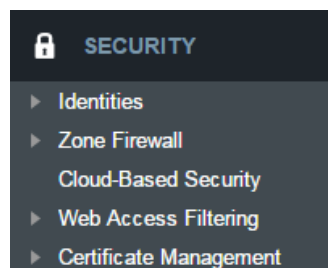 SECURITY
Identities
Zone Firewall
Cloud-Based Security
Web Access Filtering
Certificate Management